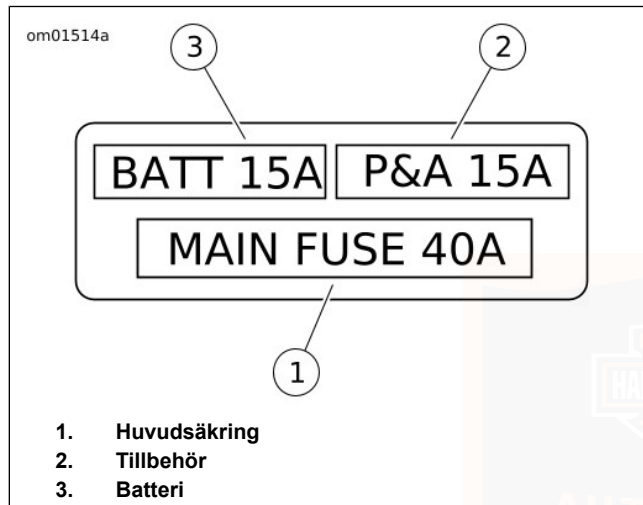 om01514a
3 2
BATT 15A P&A 15A
MAIN FUSE 40A
1
1. Huvudsäkring
2. Tillbehör
3. Batteri